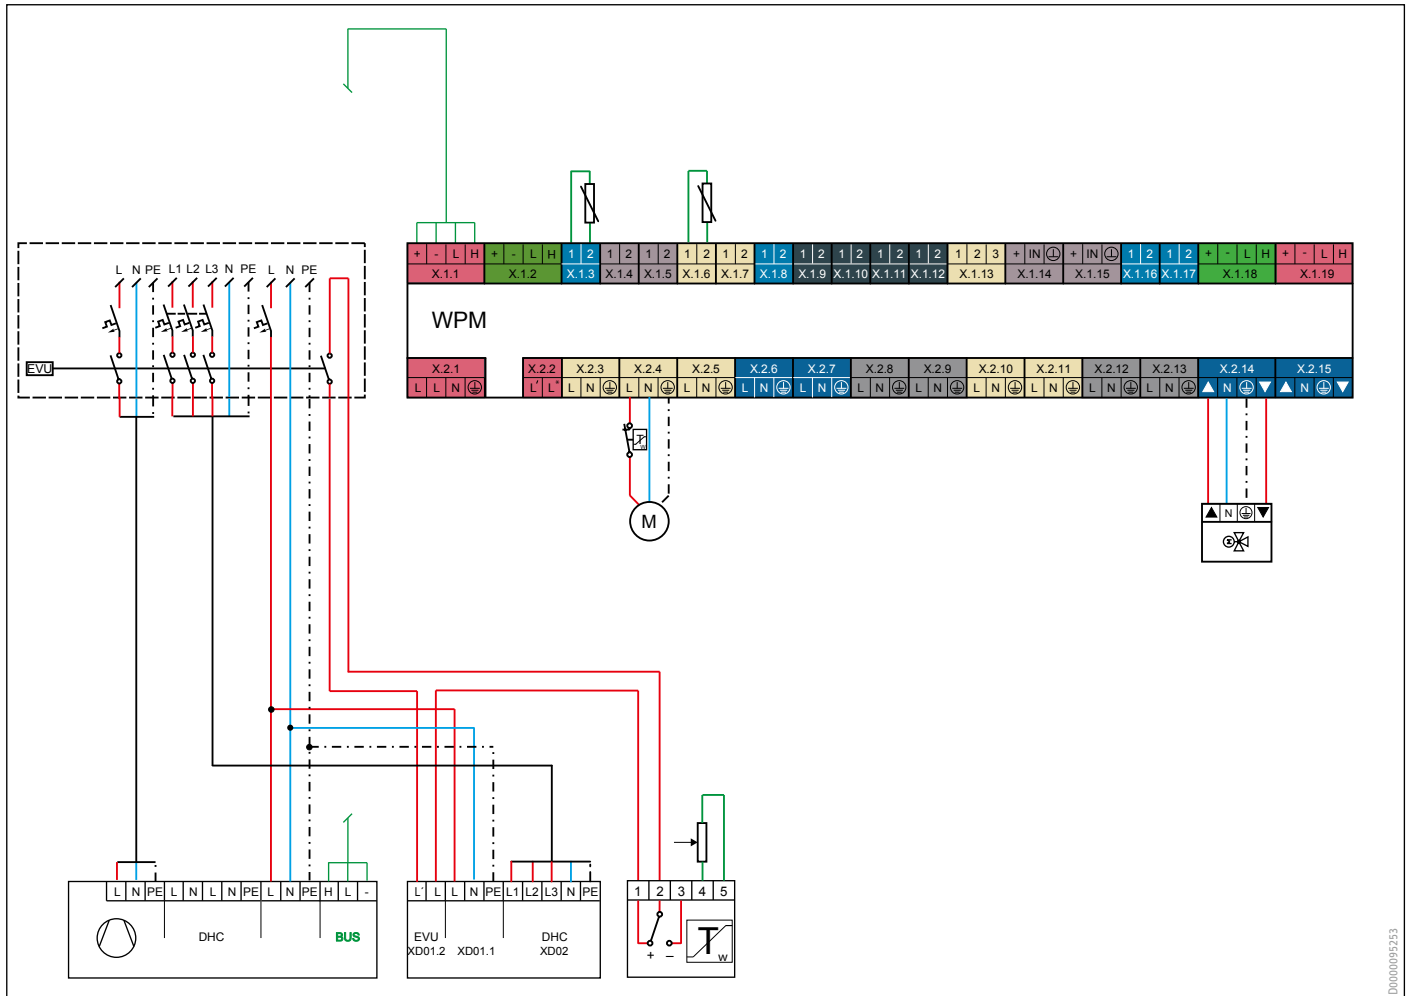 + - L H + - L H 1 2 1 2 1 2 1 2 1 2 1 2 1 2 1 2 1 2 1 2 1 2 3 + IN + IN 1 2 1 2 + - L H + - L H
X.1.1 X.1.2 X.1.3 X.1.4 X.1.5 X.1.6 X.1.7 X.1.8 X.1.9 X.1.10 X.1.11 X.1.12 X.1.13 X.1.14 X.1.15 X.1.16 X.1.17 X.1.18 X.1.19
L N PE L1 L2 L3 N PE L N PE
WPM
EVU
X.2.1 X.2.2 X.2.3 X.2.4 X.2.5 X.2.6 X.2.7 X.2.8 X.2.9 X.2.10 X.2.11 X.2.12 X.2.13 X.2.14 X.2.15
L L N L' L* L N L N L N L N L N L N L N L N L N L N L N N N
T
W
M
N
M
L N PE L N L N PE L N PE H L -
DHC
BUS
L' L L N PE L1 L2 L3 N PE
EVU
XD01.2
XD01.1
DHC
XD02
1 2 3 4 5
+ –
T
W
D0000095253